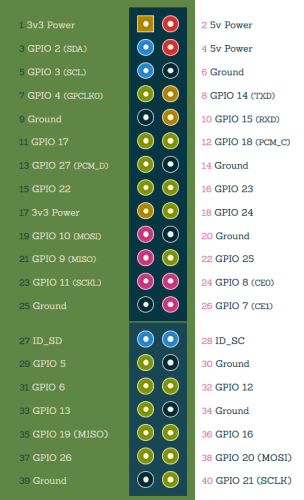 1 3v3 Power 2 5v Power
3 GPIO 2 (SDA) 4 5v Power
5 GPIO 3 (SCL) 6 Ground
7 GPIO 4 (GPCLK0) 8 GPIO 14 (TXD)
9 Ground 10 GPIO 15 (RXD)
11 GPIO 17 12 GPIO 18 (PCM_C)
13 GPIO 27 (PCM_D) 14 Ground
15 GPIO 22 16 GPIO 23
17 3v3 Power 18 GPIO 24
19 GPIO 10 (MOSI) 20 Ground
21 GPIO 9 (MISO) 22 GPIO 25
23 GPIO 11 (SCKL) 24 GPIO 8 (CE0)
25 Ground 26 GPIO 7 (CE1)
27 ID_SD 28 ID_SC
29 GPIO 5 30 Ground
31 GPIO 6 32 GPIO 12
33 GPIO 13 34 Ground
35 GPIO 19 (MISO) 36 GPIO 16
37 GPIO 26 38 GPIO 20 (MOSI)
39 Ground 40 GPIO 21 (SCLK)